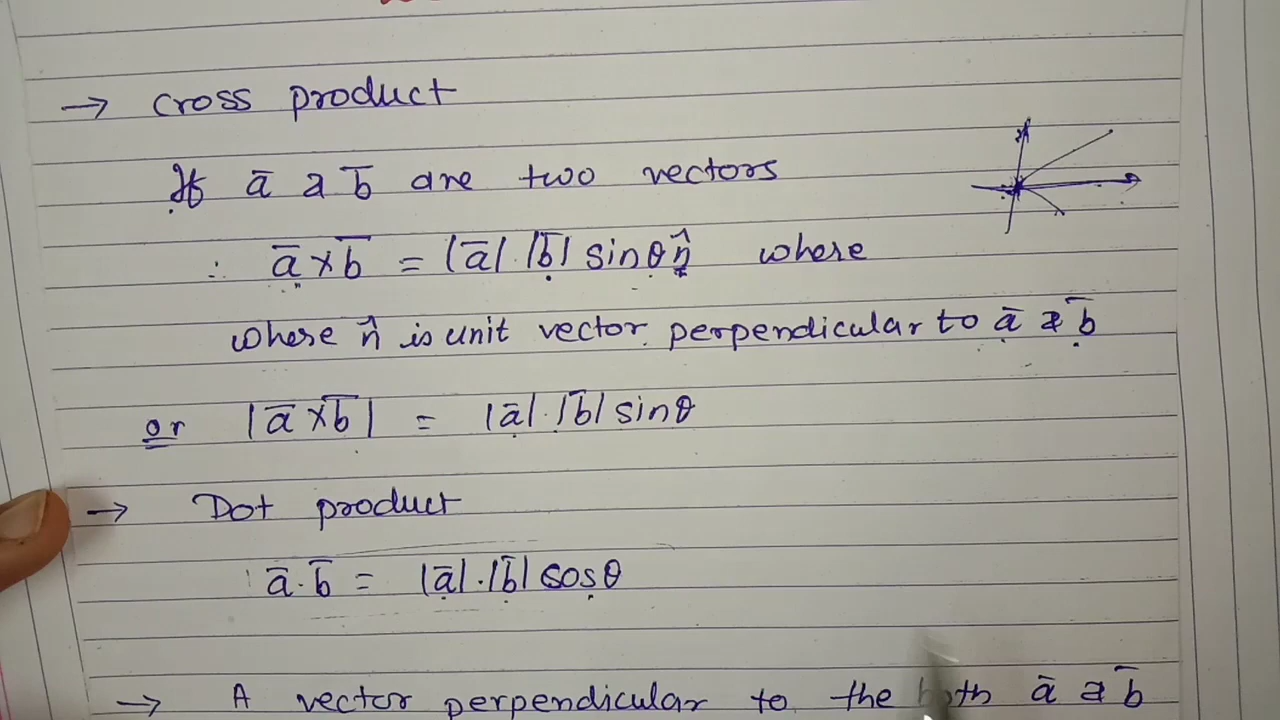 → cross product
If a̅ & b̅ are two vectors
∴ a̅ × b̅ = |a̅| · |b̅| sinθ n̂ where
where n̂ is unit vector perpendicular to a̅ & b̅
or |a̅ × b̅| = |a̅| · |b̅| sinθ
→ Dot product
a̅ · b̅ = |a̅| · |b̅| cosθ
→ A vector perpendicular to the both a̅ & b̅